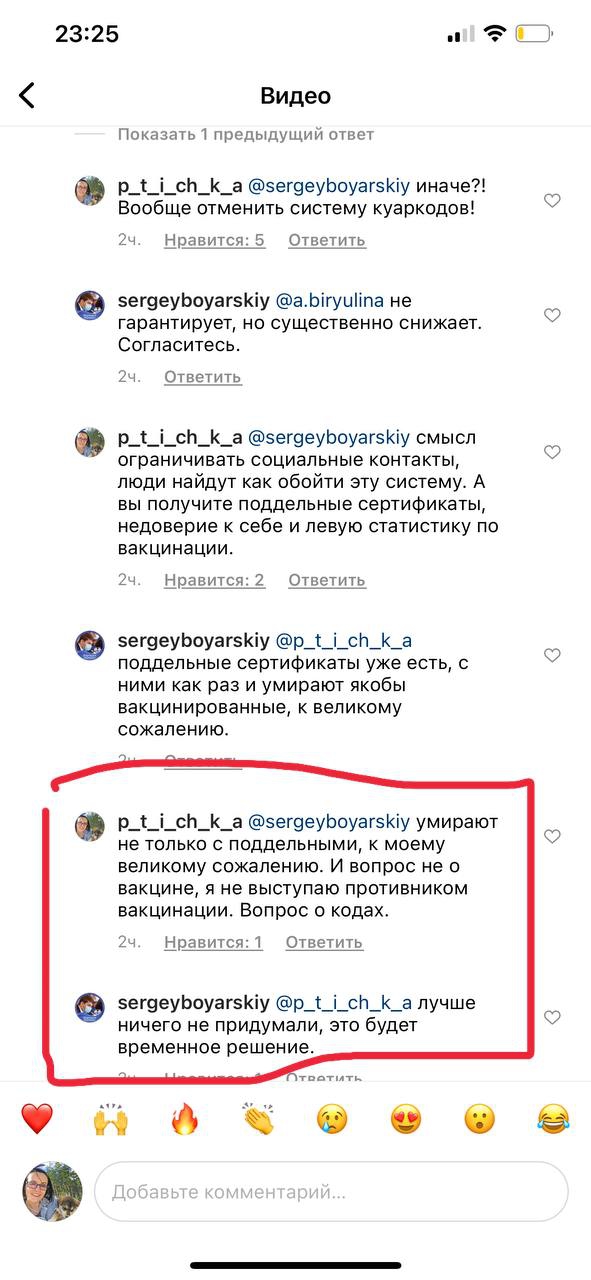 23:25
Видео
Показать 1 предыдущий ответ
p_t_i_ch_k_a @sergeyboyarskiy иначе?!
Вообще отменить систему куаркодов!
2ч. Нравится: 5 Ответить
sergeyboyarskiy @a.biryulina не
гарантирует, но существенно снижает.
Согласитесь.
2ч. Ответить
p_t_i_ch_k_a @sergeyboyarskiy смысл
ограничивать социальные контакты,
люди найдут как обойти эту систему. А
вы получите поддельные сертификаты,
недоверие к себе и левую статистику по
вакцинации.
2ч. Нравится: 2 Ответить
sergeyboyarskiy @p_t_i_ch_k_a
поддельные сертификаты уже есть, с
ними как раз и умирают якобы
вакцинированные, к великому
сожалению.
2ч. Ответить
p_t_i_ch_k_a @sergeyboyarskiy умирают
не только с поддельными, к моему
великому сожалению. И вопрос не о
вакцине, я не выступаю противником
вакцинации. Вопрос о кодах.
2ч. Нравится: 1 Ответить
sergeyboyarskiy @p_t_i_ch_k_a лучше
ничего не придумали, это будет
временное решение.
2ч. Нравится: 1 Ответить
Добавьте комментарий...